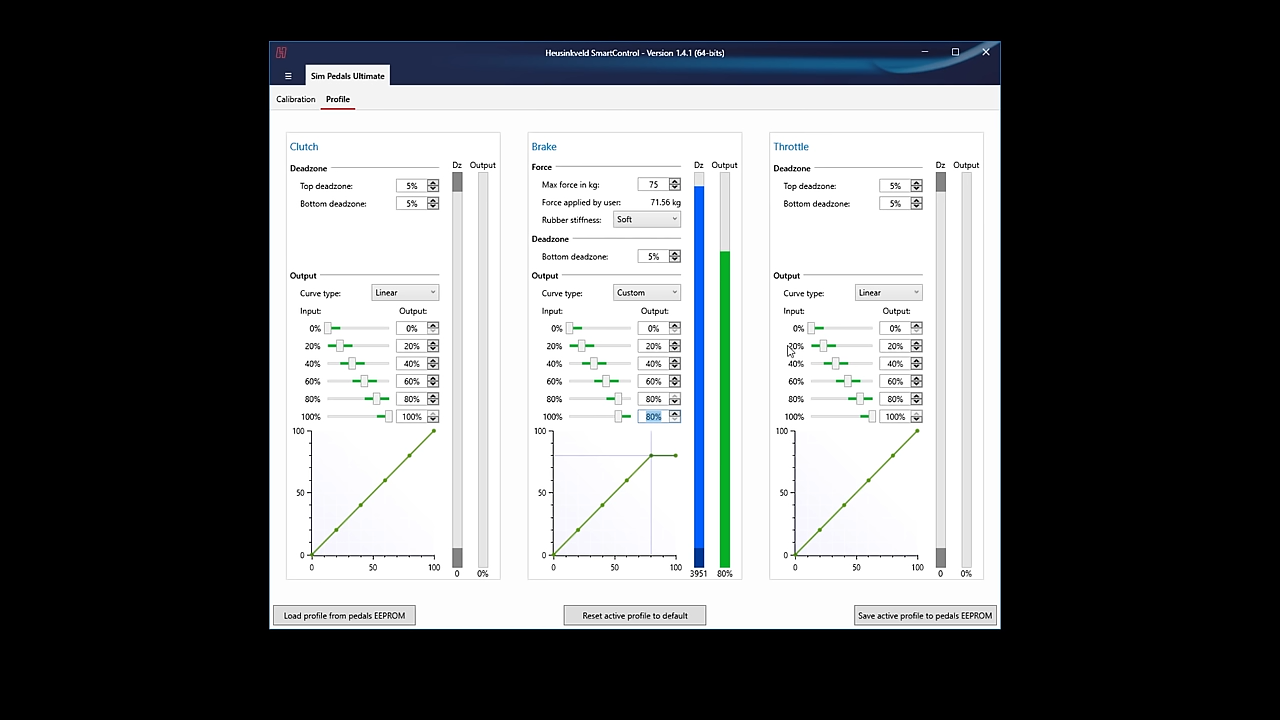 Heusinkveld SmartControl - Version 1.4.1 (64-bits)
Sim Pedals Ultimate
Calibration Profile
Clutch
Deadzone
Top deadzone: 5%
Bottom deadzone: 5%
Output
Curve type: Linear
Input: Output:
0% 0%
20% 20%
40% 40%
60% 60%
80% 80%
100% 100%
100
50
0
0 50 100
Dz Output
0 0%
Brake
Force
Max force in kg: 75
Force applied by user: 71.56 kg
Rubber stiffness: Soft
Deadzone
Bottom deadzone: 5%
Output
Curve type: Custom
Input: Output:
0% 0%
20% 20%
40% 40%
60% 60%
80% 80%
100% 80%
100
50
0
0 50 100
Dz Output
3951 80%
Throttle
Deadzone
Top deadzone: 5%
Bottom deadzone: 5%
Output
Curve type: Linear
Input: Output:
0% 0%
20% 20%
40% 40%
60% 60%
80% 80%
100% 100%
100
50
0
0 50 100
Dz Output
0 0%
Load profile from pedals EEPROM
Reset active profile to default
Save active profile to pedals EEPROM